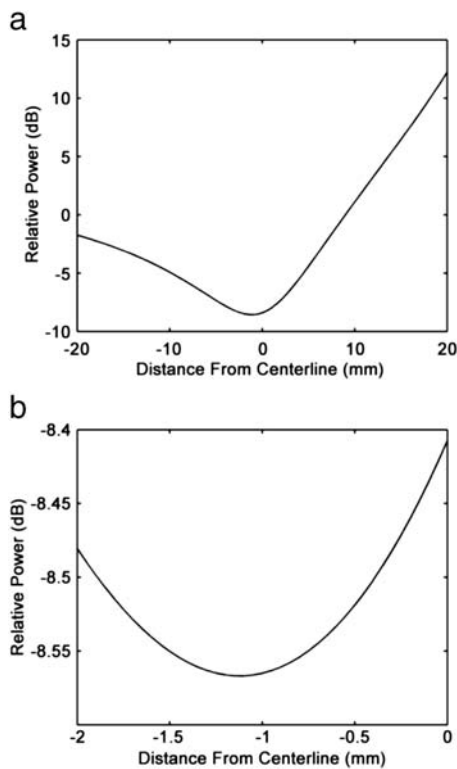 a
15
10
5
0
-5
-10
Relative Power (dB)
-20 -10 0 10 20
Distance From Centerline (mm)
b
-8.4
-8.45
-8.5
-8.55
Relative Power (dB)
-2 -1.5 -1 -0.5 0
Distance From Centerline (mm)